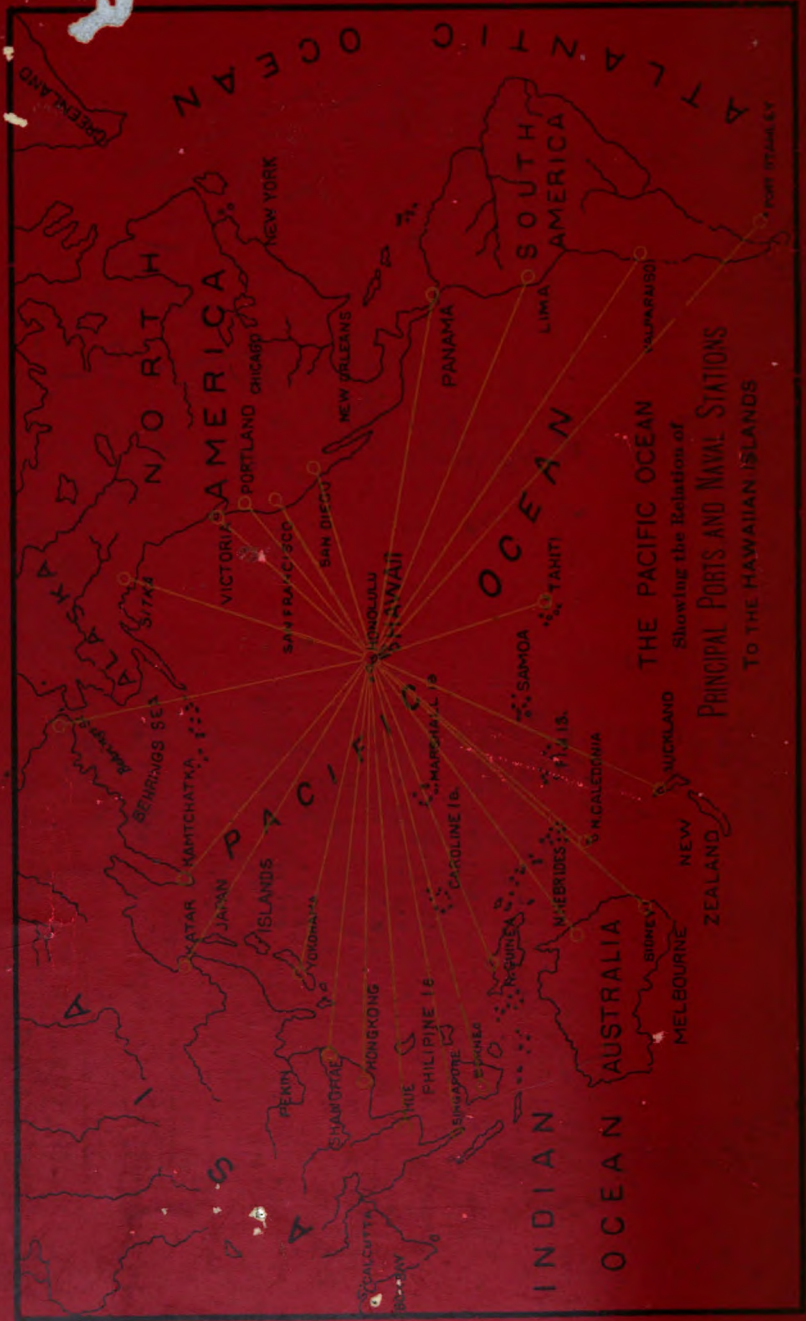 THE PACIFIC OCEAN
Showing the Relation of
PRINCIPAL PORTS AND NAVAL STATIONS
TO THE HAWAIIAN ISLANDS
GREENLAND
ATLANTIC OCEAN
NORTH
AMERICA
ALASKA
SITKA
BEHRINGS SEA
KAMTCHATKA
VICTORIA
PORTLAND
CHICAGO
NEW YORK
SAN FRANCISCO
SAN DIEGO
NEW ORLEANS
PANAMA
SOUTH
AMERICA
LIMA
VALPARAISO
PORT STANLEY
HONOLULU
HAWAII
PACIFIC
OCEAN
ASIA
JAPAN
ISLANDS
YOKOHAMA
PEKIN
HONGKONG
HUE
PHILIPINE IS
SINGAPORE
BORNEO
CALCUTTA
MARSHALL IS
CAROLINE IS.
N. GUINEA
SAMOA
TAHITI
FIJI IS.
N. HEBRIDES
N. CALEDONIA
INDIAN
OCEAN
AUSTRALIA
SIDNEY
MELBOURNE
AUCKLAND
NEW
ZEALAND